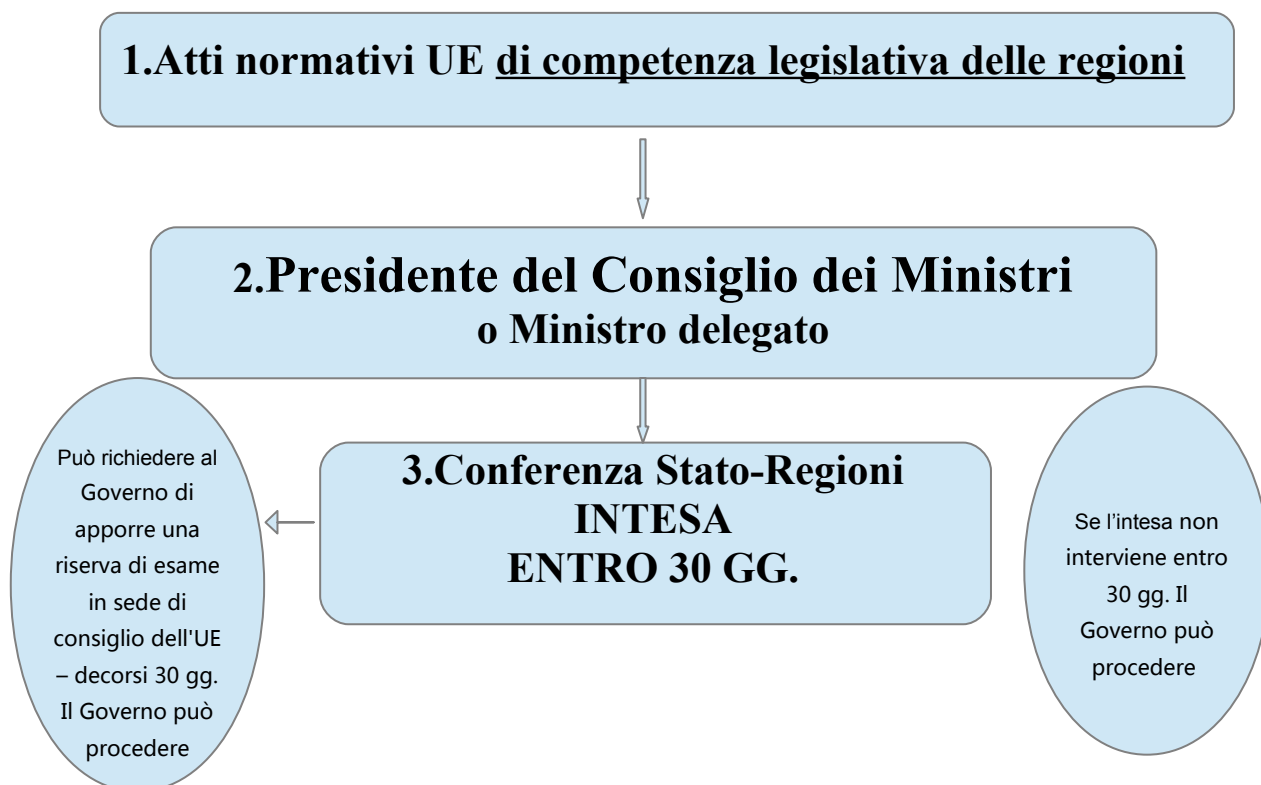 1.Atti normativi UE di competenza legislativa delle regioni
2.Presidente del Consiglio dei Ministri
o Ministro delegato
3.Conferenza Stato-Regioni
INTESA
ENTRO 30 GG.
Può richiedere al
Governo di
apporre una
riserva di esame
in sede di
consiglio dell'UE
– decorsi 30 gg.
Il Governo può
procedere
Se l’intesa non
interviene entro
30 gg. Il
Governo può
procedere